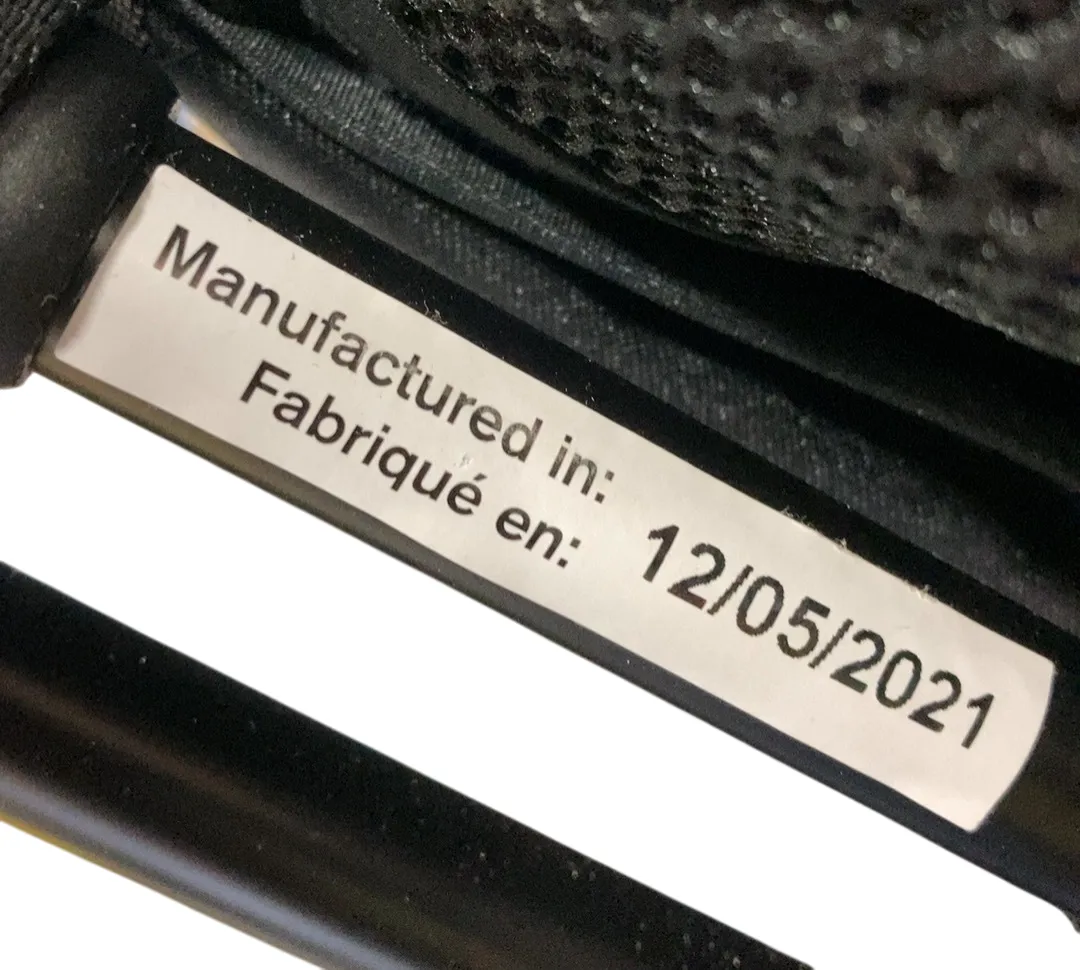 Manufactured in:
Fabriqué en:
12/05/2021